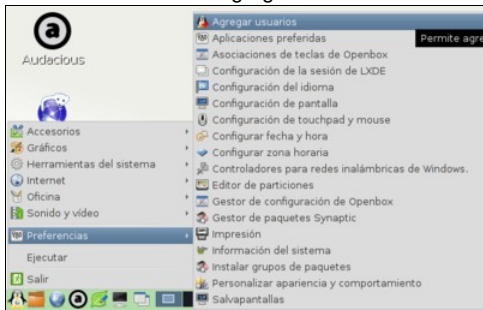 Audacious
Accesorios
Gráficos
Herramientas del sistema
Internet
Oficina
Sonido y vídeo
Preferencias
Ejecutar
Salir
Agregar usuarios
Aplicaciones preferidas
Permite agre
Asociaciones de teclas de Openbox
Configuración de la sesión de LXDE
Configuración del idioma
Configuración de pantalla
Configuración de touchpad y mouse
Configurar fecha y hora
Configurar zona horaria
Controladores para redes inalámbricas de Windows.
Editor de particiones
Gestor de configuración de Openbox
Gestor de paquetes Synaptic
Impresión
Información del sistema
Instalar grupos de paquetes
Personalizar apariencia y comportamiento
Salvapantallas